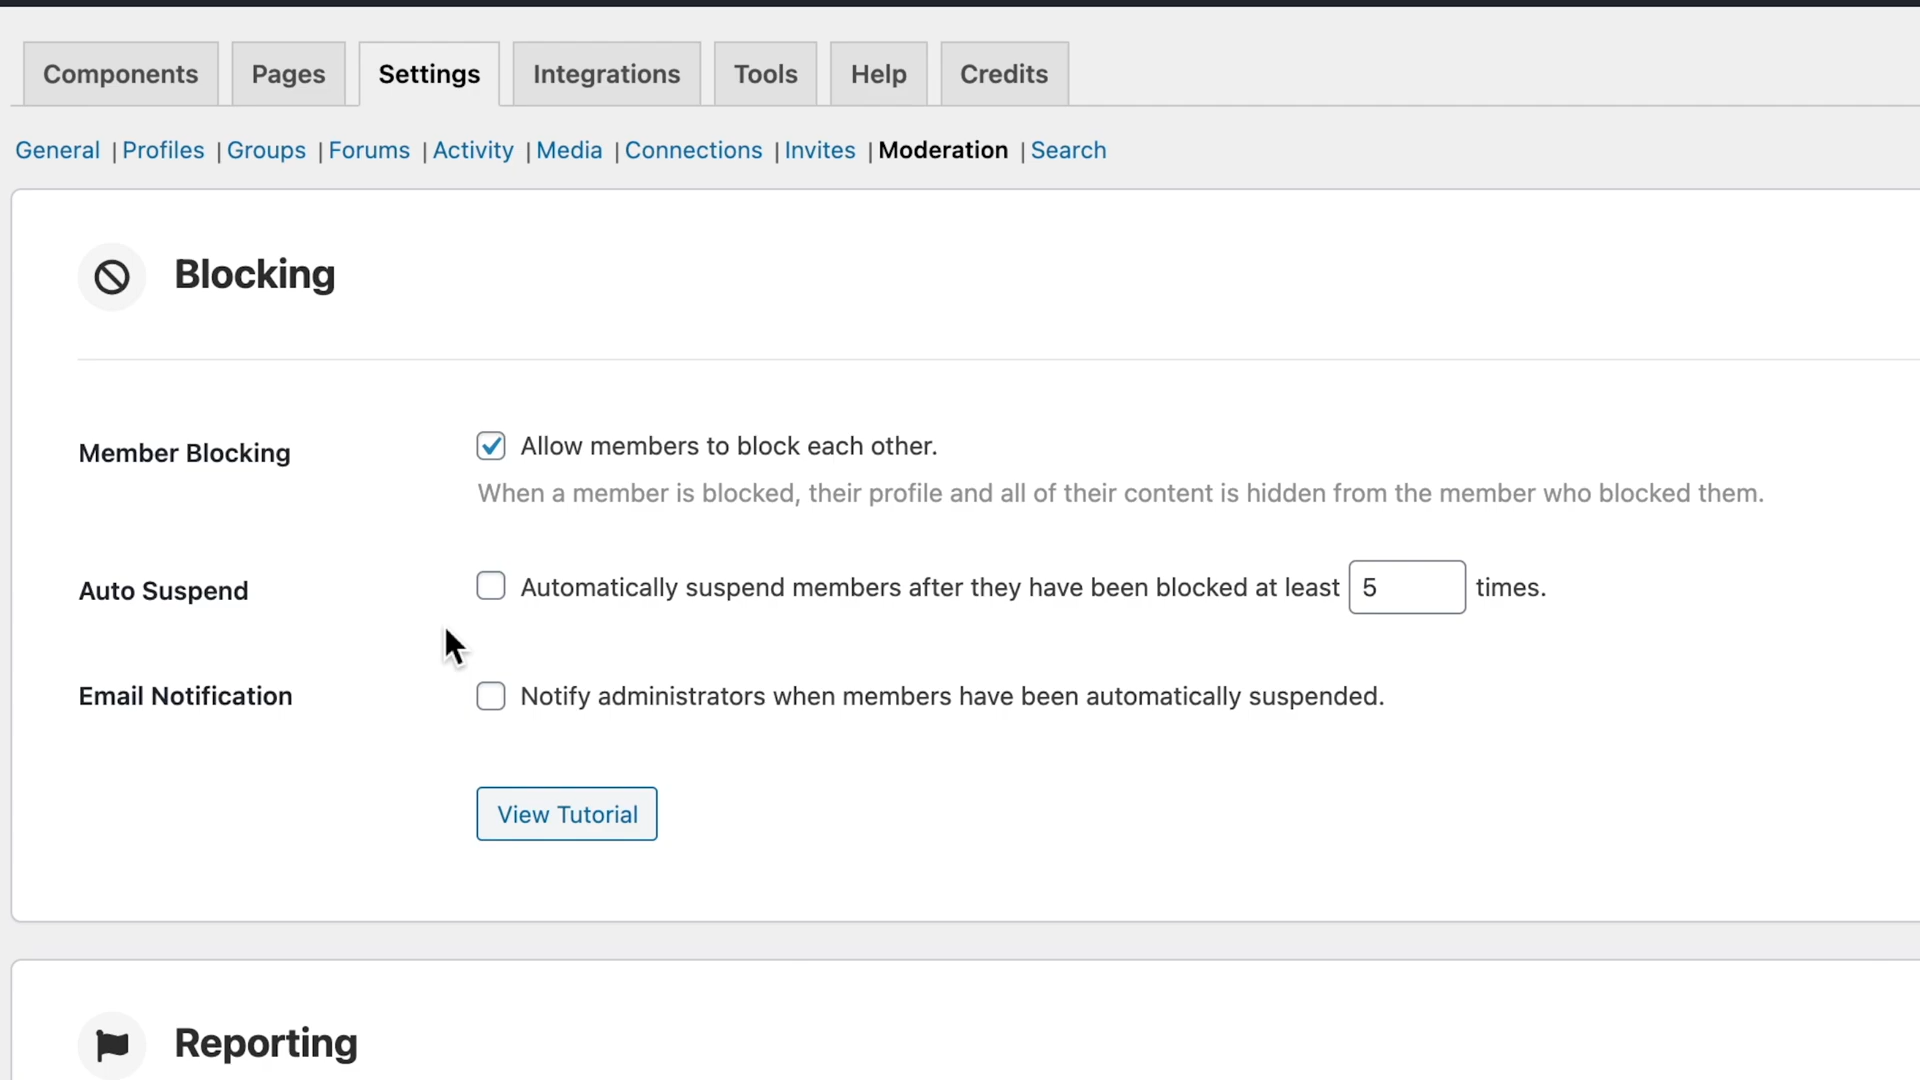 Components Pages Settings Integrations Tools Help Credits
General | Profiles | Groups | Forums | Activity | Media | Connections | Invites | Moderation | Search
Blocking
Member Blocking Allow members to block each other.
When a member is blocked, their profile and all of their content is hidden from the member who blocked them.
Auto Suspend Automatically suspend members after they have been blocked at least 5 times.
Email Notification Notify administrators when members have been automatically suspended.
View Tutorial
Reporting